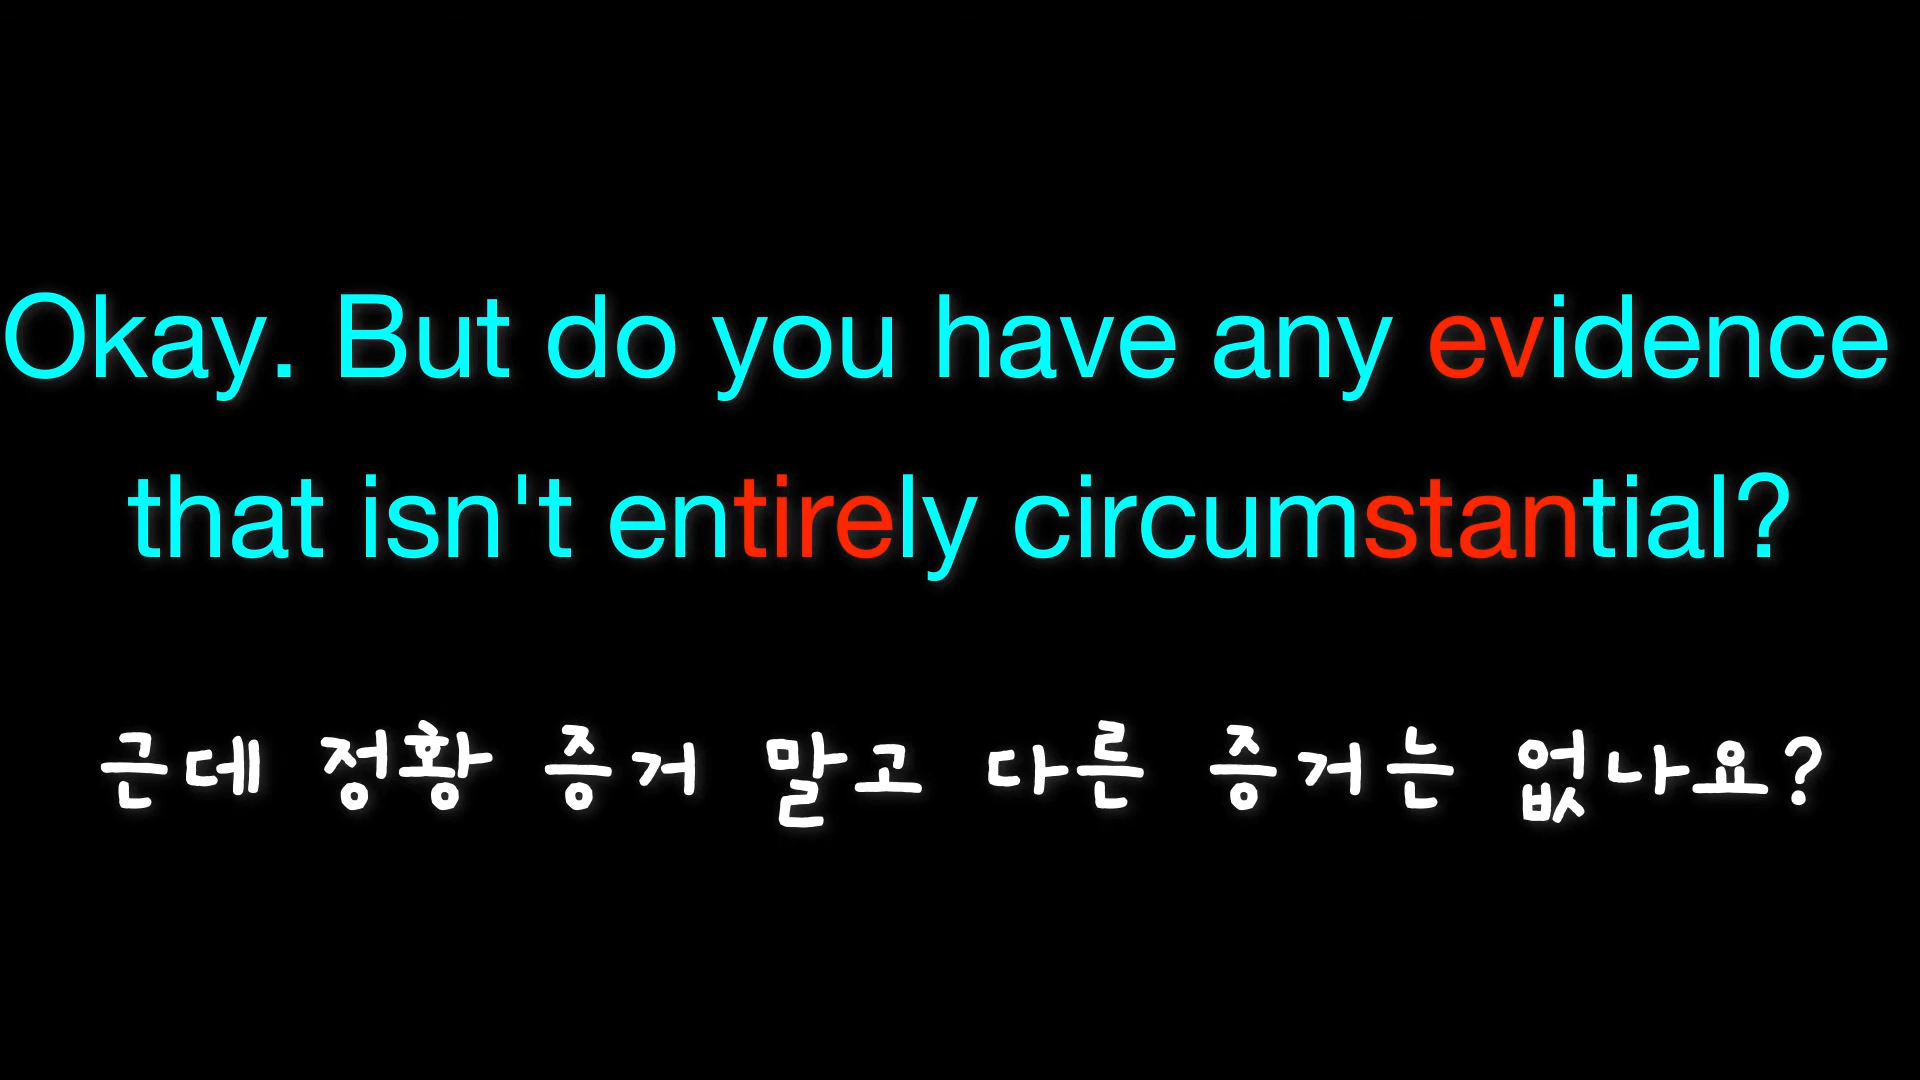 Okay. But do you have any evidence
that isn't entirely circumstantial?
근데 정황 증거 말고 다른 증거는 없나요?